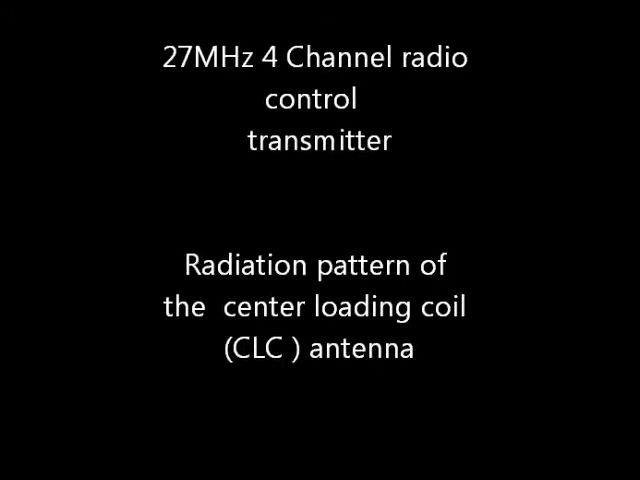 27MHz 4 Channel radio
control
transmitter
Radiation pattern of
the center loading coil
(CLC ) antenna